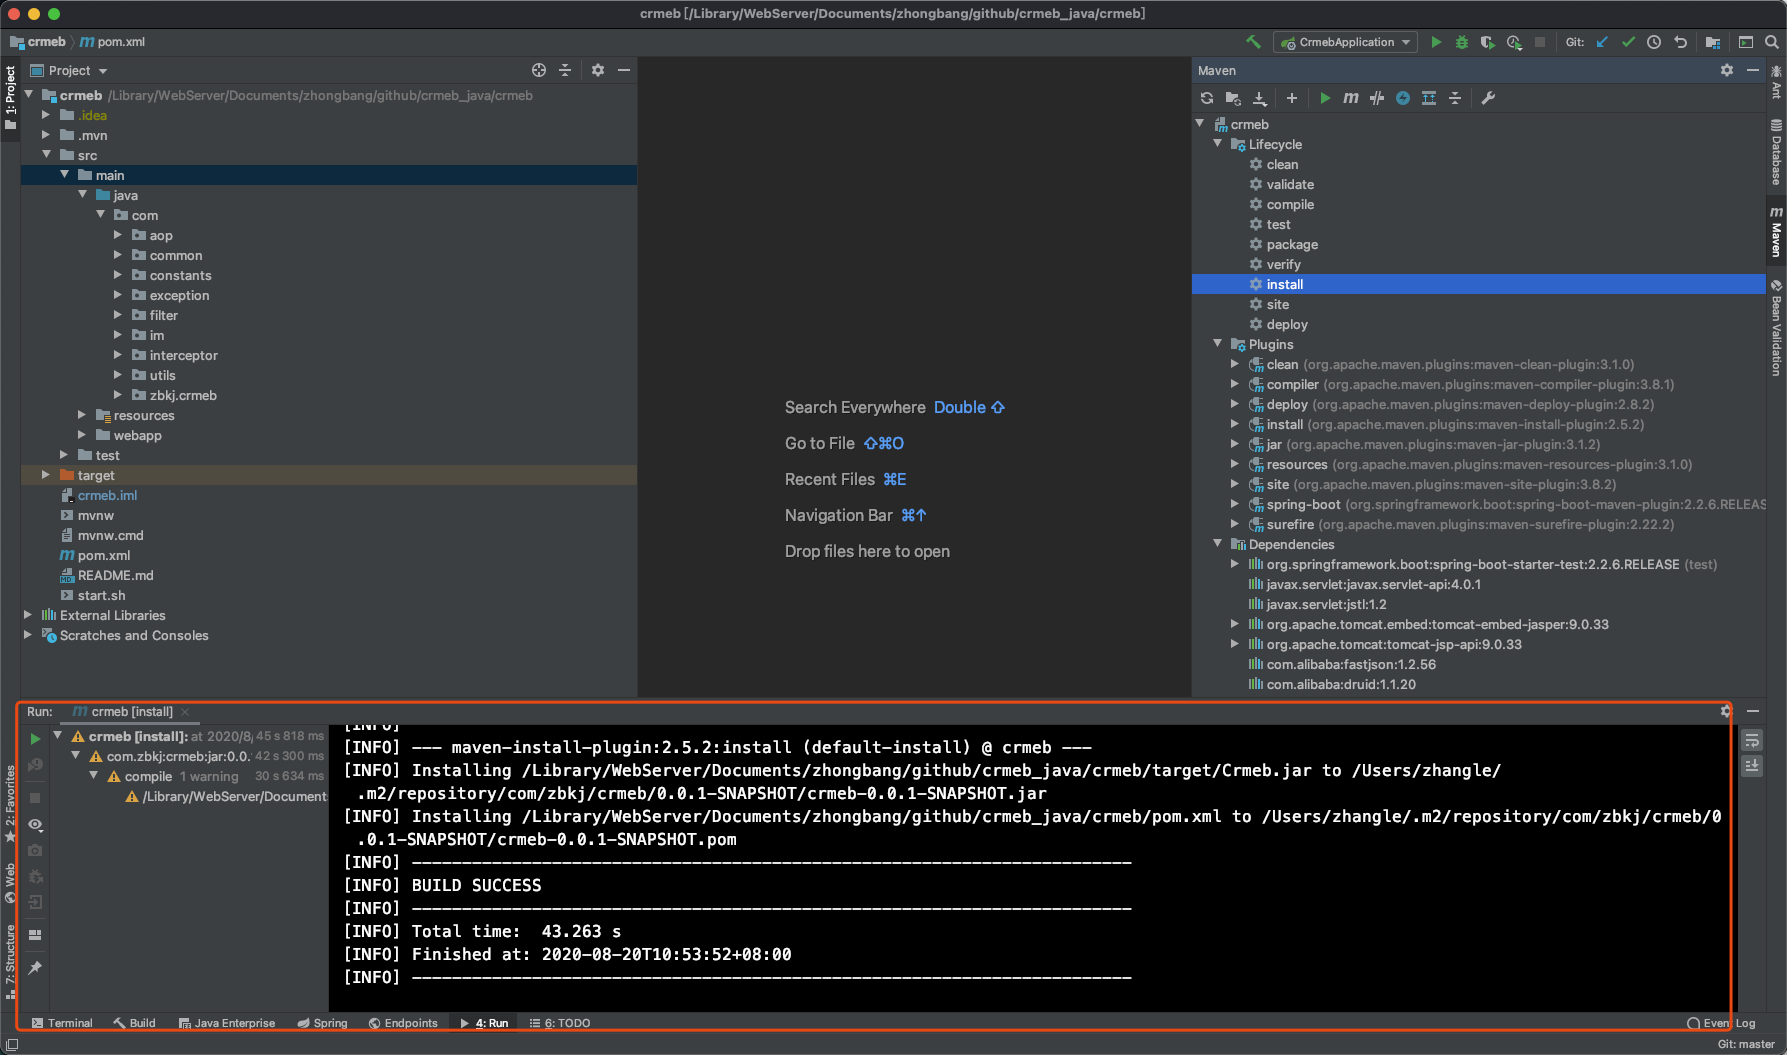 crmeb [/Library/WebServer/Documents/zhongbang/github/crmeb_java/crmeb]
crmeb
pom.xml
CrmebApplication
Git:
1: Project
Project
crmeb /Library/WebServer/Documents/zhongbang/github/crmeb_java/crmeb
.idea
.mvn
src
main
java
com
aop
common
constants
exception
filter
im
interceptor
utils
zbkj.crmeb
resources
webapp
test
target
crmeb.iml
mvnw
mvnw.cmd
pom.xml
README.md
start.sh
External Libraries
Scratches and Consoles
Search Everywhere Double ⇧
Go to File ⇧⌘O
Recent Files ⌘E
Navigation Bar ⌘↑
Drop files here to open
Maven
crmeb
Lifecycle
clean
validate
compile
test
package
verify
install
site
deploy
Plugins
clean (org.apache.maven.plugins:maven-clean-plugin:3.1.0)
compiler (org.apache.maven.plugins:maven-compiler-plugin:3.8.1)
deploy (org.apache.maven.plugins:maven-deploy-plugin:2.8.2)
install (org.apache.maven.plugins:maven-install-plugin:2.5.2)
jar (org.apache.maven.plugins:maven-jar-plugin:3.1.2)
resources (org.apache.maven.plugins:maven-resources-plugin:3.1.0)
site (org.apache.maven.plugins:maven-site-plugin:3.8.2)
spring-boot (org.springframework.boot:spring-boot-maven-plugin:2.2.6.RELEAS
surefire (org.apache.maven.plugins:maven-surefire-plugin:2.22.2)
Dependencies
org.springframework.boot:spring-boot-starter-test:2.2.6.RELEASE (test)
javax.servlet:javax.servlet-api:4.0.1
javax.servlet:jstl:1.2
org.apache.tomcat.embed:tomcat-embed-jasper:9.0.33
org.apache.tomcat:tomcat-jsp-api:9.0.33
com.alibaba:fastjson:1.2.56
com.alibaba:druid:1.1.20
Ant
Database
Maven
Bean Validation
Run:
crmeb [install]
crmeb [install]: at 2020/8/ 45 s 818 ms
com.zbkj:crmeb:jar:0.0. 42 s 300 ms
compile 1 warning 30 s 634 ms
/Library/WebServer/Document
2: Favorites
Web
7: Structure
[INFO]
[INFO] --- maven-install-plugin:2.5.2:install (default-install) @ crmeb ---
[INFO] Installing /Library/WebServer/Documents/zhongbang/github/crmeb_java/crmeb/target/Crmeb.jar to /Users/zhangle/
.m2/repository/com/zbkj/crmeb/0.0.1-SNAPSHOT/crmeb-0.0.1-SNAPSHOT.jar
[INFO] Installing /Library/WebServer/Documents/zhongbang/github/crmeb_java/crmeb/pom.xml to /Users/zhangle/.m2/repository/com/zbkj/crmeb/0
.0.1-SNAPSHOT/crmeb-0.0.1-SNAPSHOT.pom
[INFO] ------------------------------------------------------------------------
[INFO] BUILD SUCCESS
[INFO] ------------------------------------------------------------------------
[INFO] Total time:  43.263 s
[INFO] Finished at: 2020-08-20T10:53:52+08:00
[INFO] ------------------------------------------------------------------------
Terminal
Build
Java Enterprise
Spring
Endpoints
4: Run
6: TODO
Event Log
Git: master